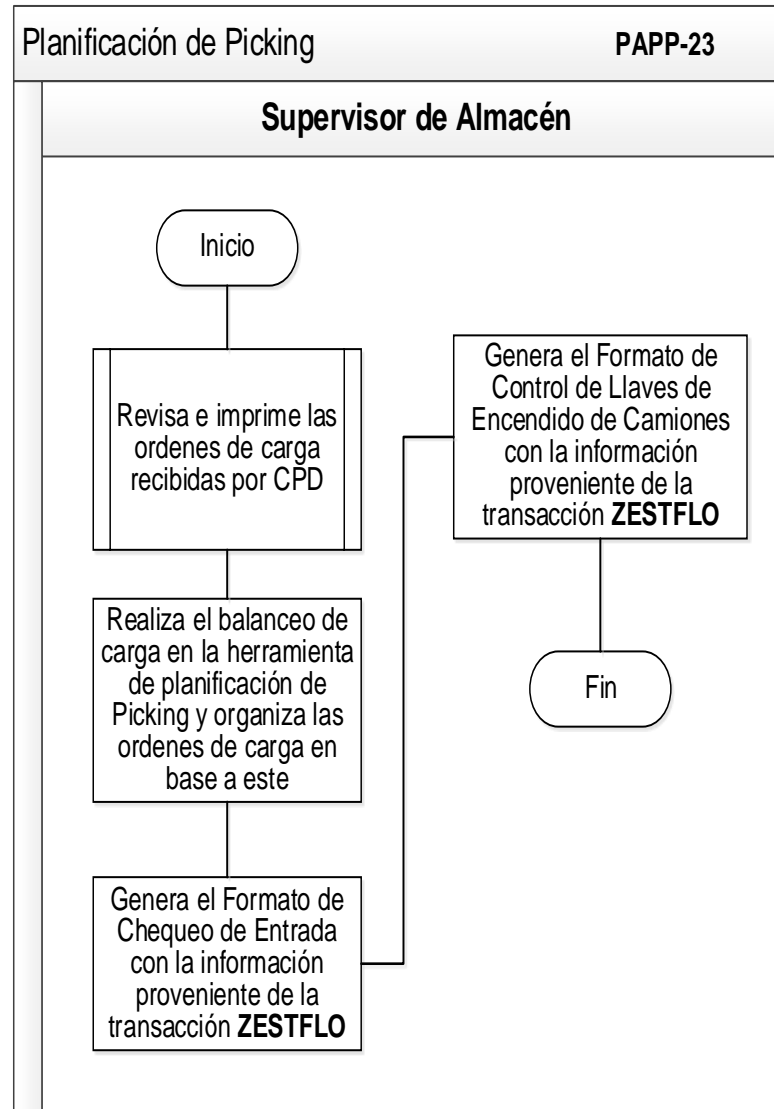 Planificación de Picking
PAPP-23
Supervisor de Almacén
Inicio
Revisa e imprime las
ordenes de carga
recibidas por CPD
Realiza el balanceo de
carga en la herramienta
de planificación de
Picking y organiza las
ordenes de carga en
base a este
Genera el Formato de
Chequeo de Entrada
con la información
proveniente de la
transacción ZESTFLO
Genera el Formato de
Control de Llaves de
Encendido de Camiones
con la información
proveniente de la
transacción ZESTFLO
Fin